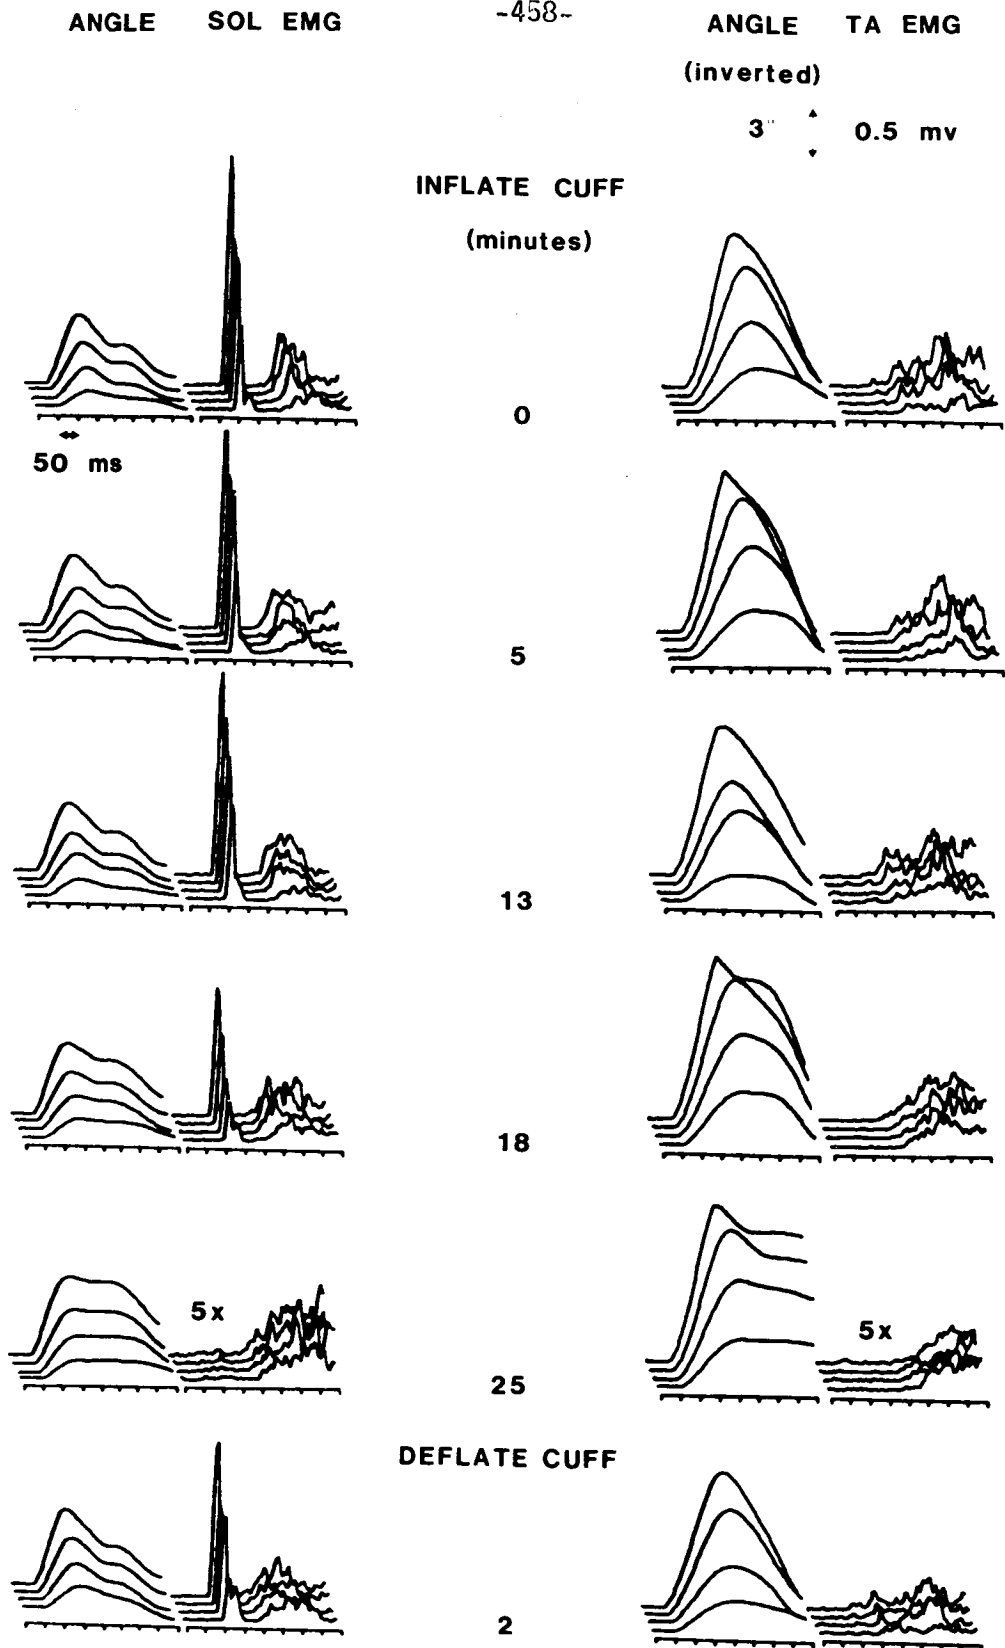 -458-
ANGLE SOL EMG ANGLE TA EMG
(inverted)
3° 0.5 mv
INFLATE CUFF
(minutes)
0
50 ms
5
13
18
5x 5x
25
DEFLATE CUFF
2